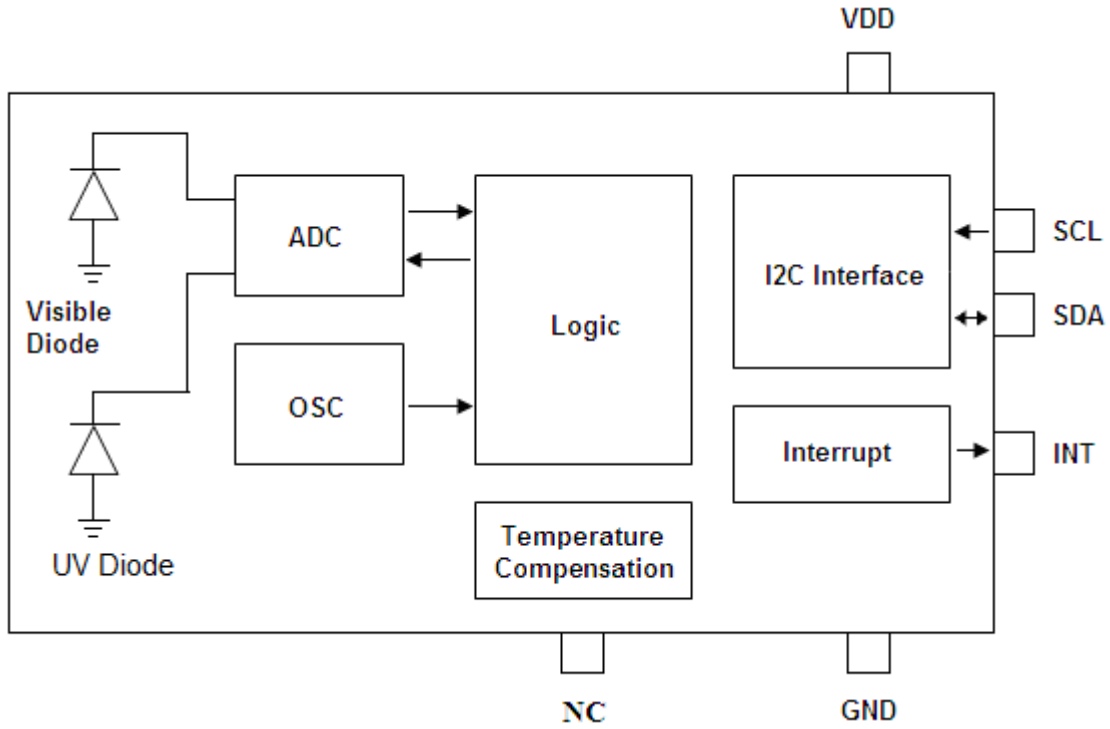 VDD
ADC
Logic
I2C Interface
SCL
SDA
Visible
Diode
OSC
Interrupt
INT
Temperature
Compensation
UV Diode
NC
GND